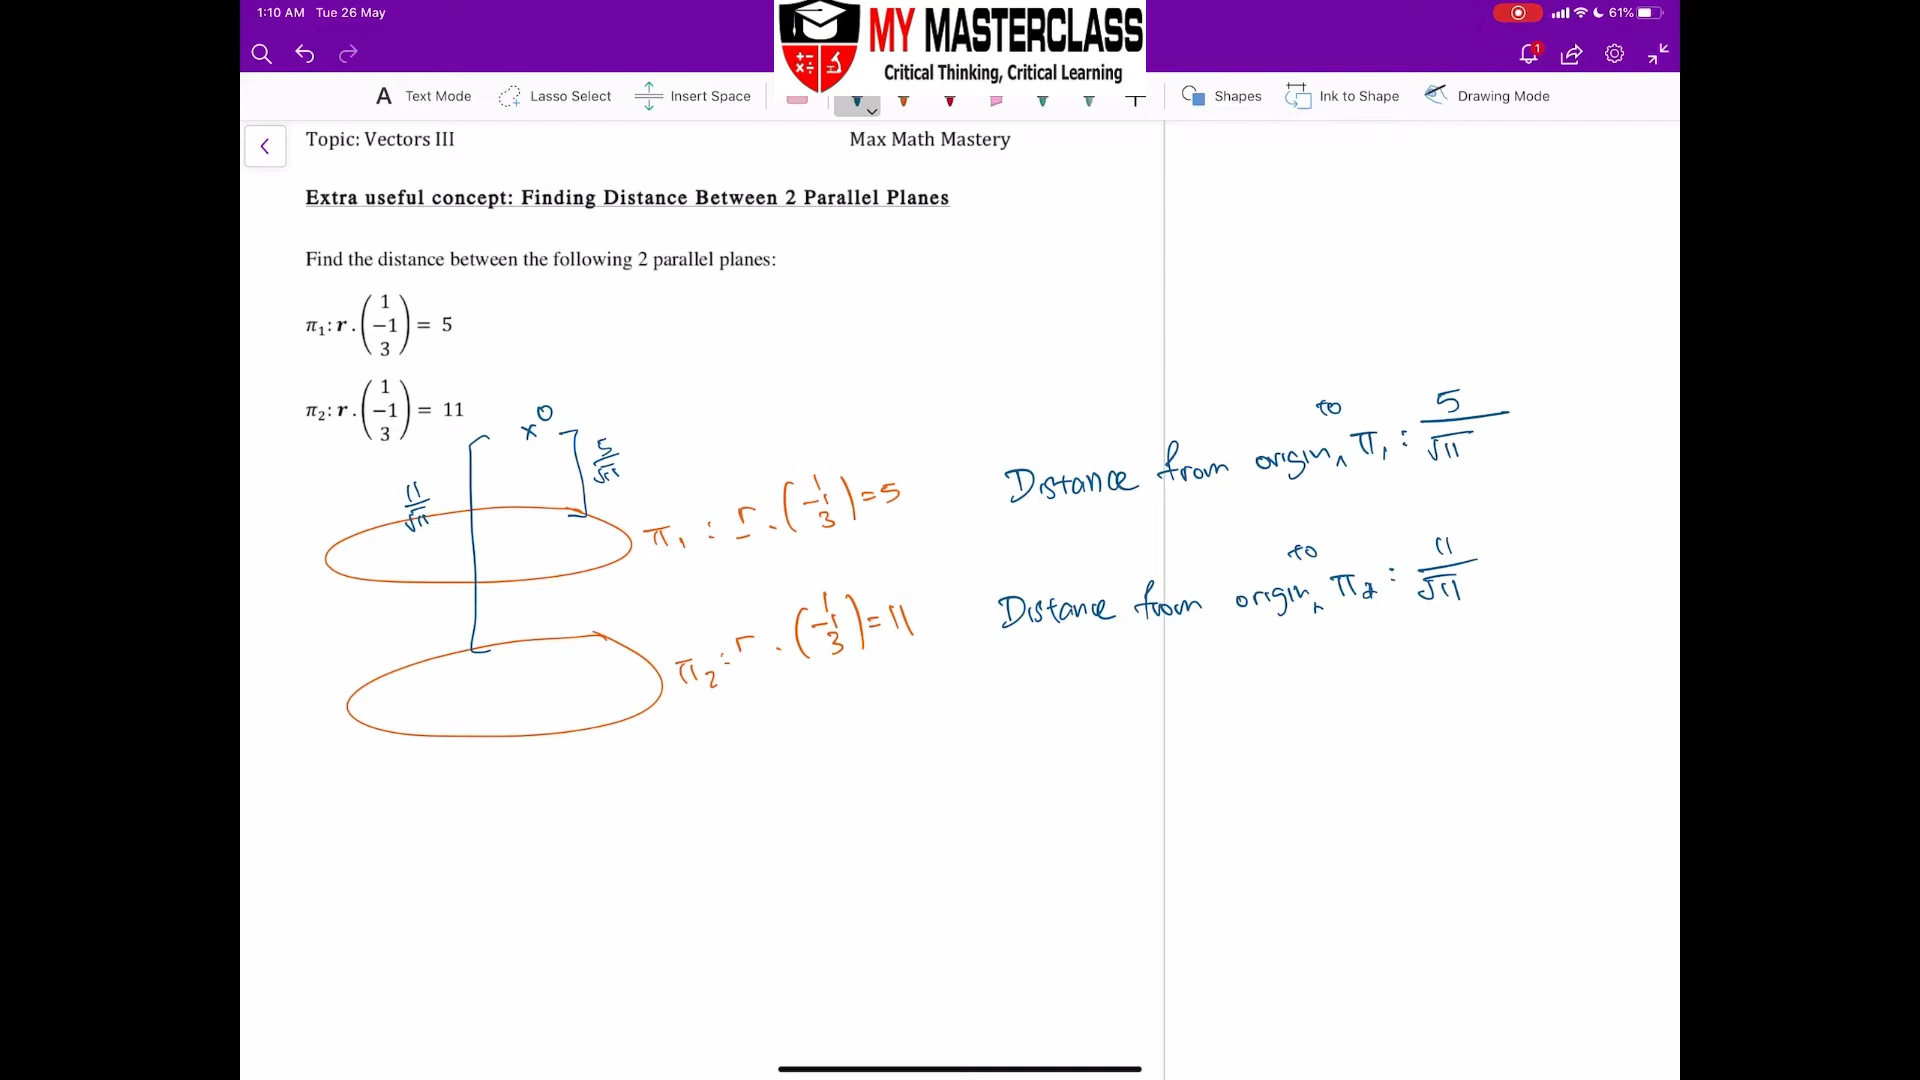 1:10 AM Tue 26 May
61%
MY MASTERCLASS
Critical Thinking, Critical Learning
1
A Text Mode Lasso Select Insert Space Shapes Ink to Shape Drawing Mode
Topic: Vectors III Max Math Mastery
Extra useful concept: Finding Distance Between 2 Parallel Planes
Find the distance between the following 2 parallel planes:
π₁: r . (1 −1 3) = 5
π₂: r . (1 −1 3) = 11
x O
5/√11
11/√11
π₁ : r . (1 −1 3) = 5
π₂ : r . (1 −1 3) = 11
Distance from origin ^ to π₁ : 5/√11
Distance from origin ^ to π₂ : 11/√11